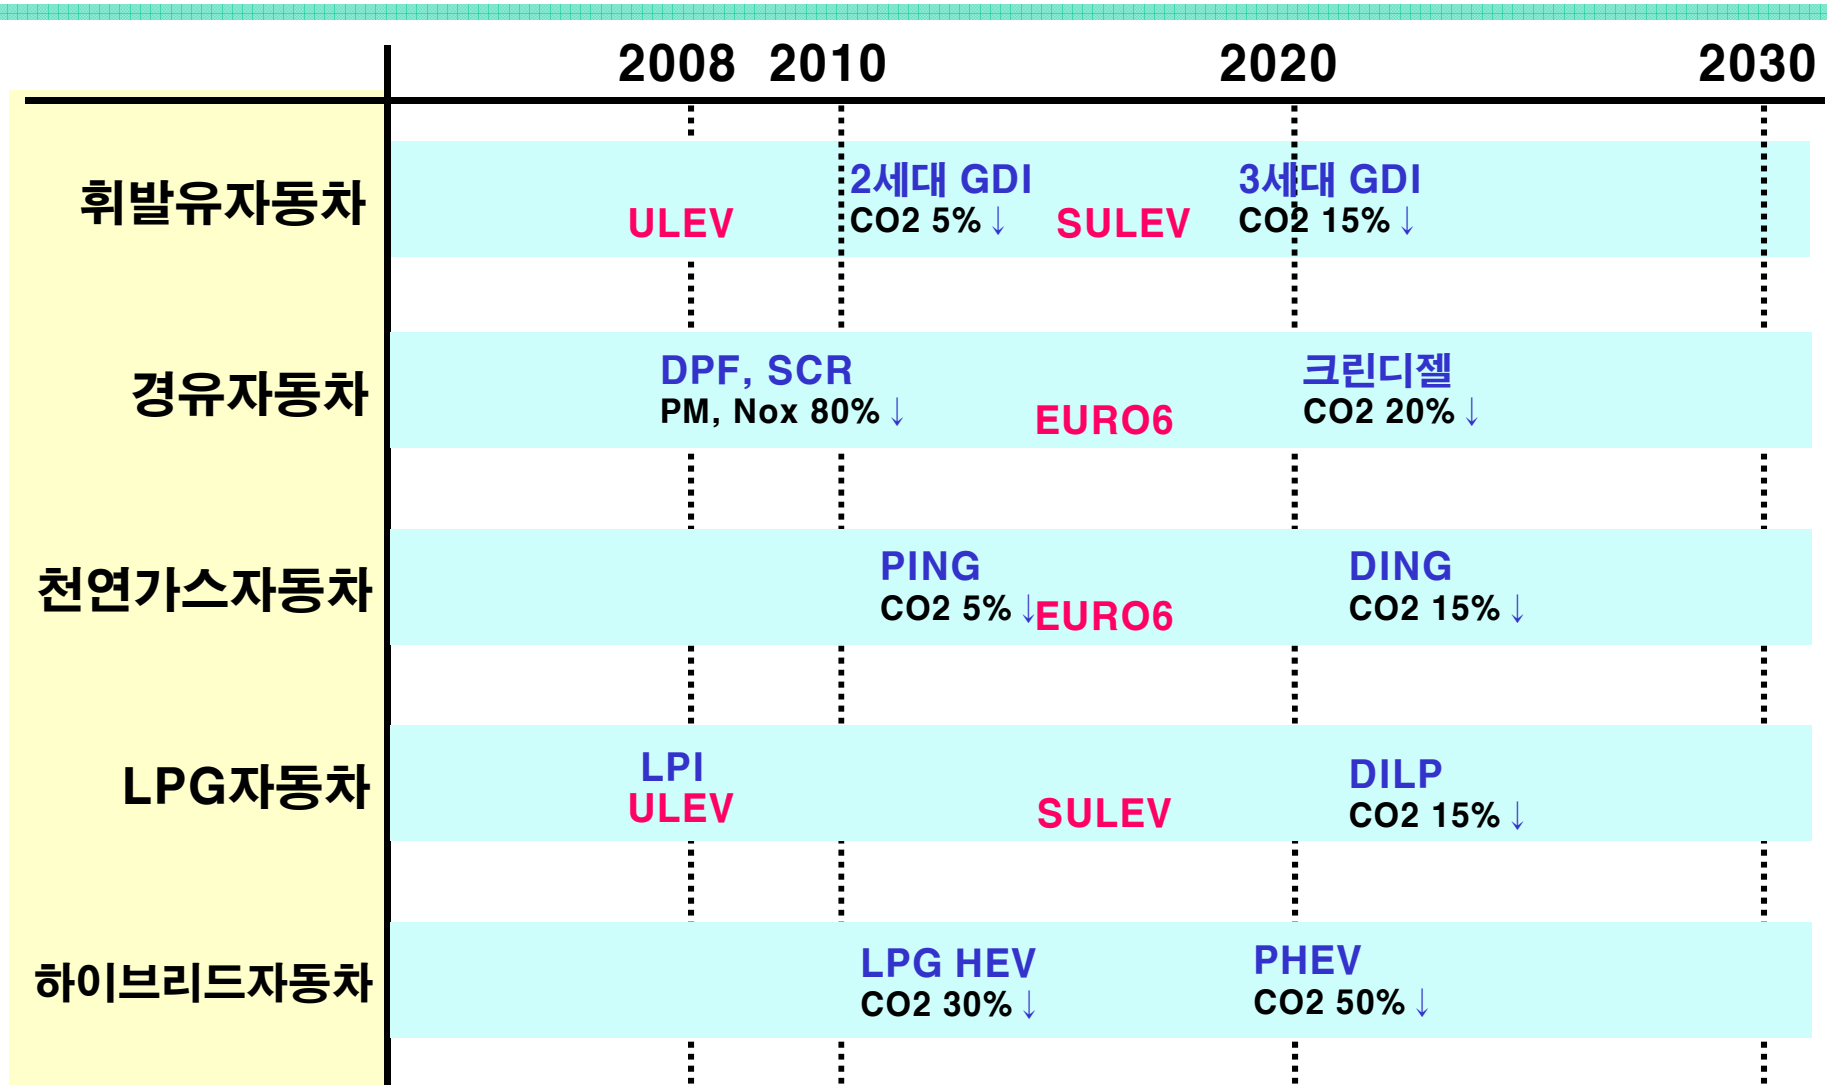 2008 2010 2020 2030
휘발유자동차
2세대 GDI 3세대 GDI
ULEV CO2 5%↓ SULEV CO2 15%↓
경유자동차
DPF, SCR 크린디젤
PM, Nox 80%↓ EURO6 CO2 20%↓
천연가스자동차
PING DING
CO2 5%↓ EURO6 CO2 15%↓
LPG자동차
LPI DILP
ULEV SULEV CO2 15%↓
하이브리드자동차
LPG HEV PHEV
CO2 30%↓ CO2 50%↓